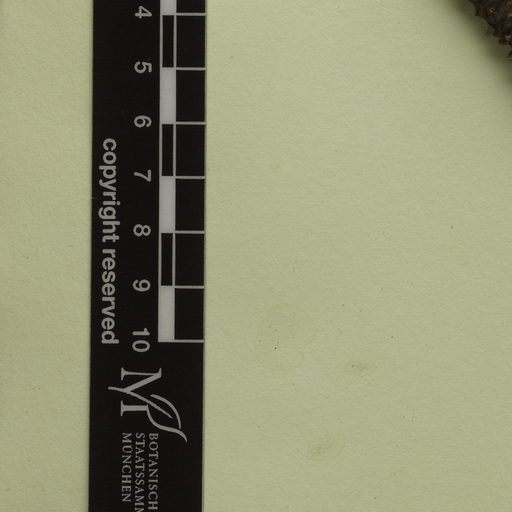 4
5
6
7
8
9
10
copyright reserved
M
BOTANISCH
STAATSSAMM
MÜNCHEN